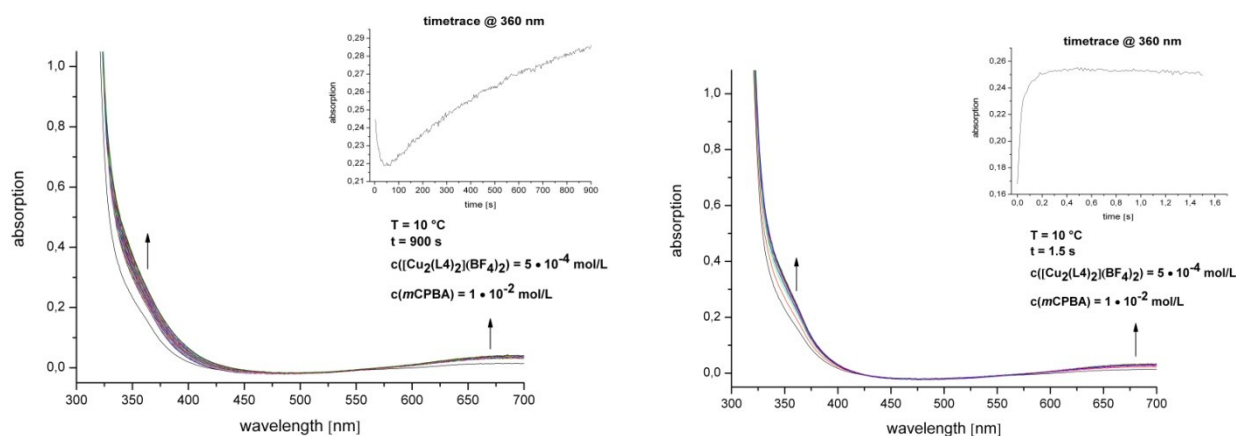 timetrace @ 360 nm
0,29
0,28
0,27
0,26
0,25
0,24
0,23
0,22
0,21
absorption
0 100 200 300 400 500 600 700 800 900
time [s]
1,0
0,8
0,6
0,4
0,2
0,0
absorption
T = 10 °C
t = 900 s
c([Cu₂(L4)₂](BF₄)₂) = 5 • 10⁻⁴ mol/L
c(mCPBA) = 1 • 10⁻² mol/L
300 350 400 450 500 550 600 650 700
wavelength [nm]
timetrace @ 360 nm
0,26
0,24
0,22
0,20
0,18
0,16
absorption
0,0 0,2 0,4 0,6 0,8 1,0 1,2 1,4 1,6
time [s]
1,0
0,8
0,6
0,4
0,2
0,0
absorption
T = 10 °C
t = 1.5 s
c([Cu₂(L4)₂](BF₄)₂) = 5 • 10⁻⁴ mol/L
c(mCPBA) = 1 • 10⁻² mol/L
300 350 400 450 500 550 600 650 700
wavelength [nm]